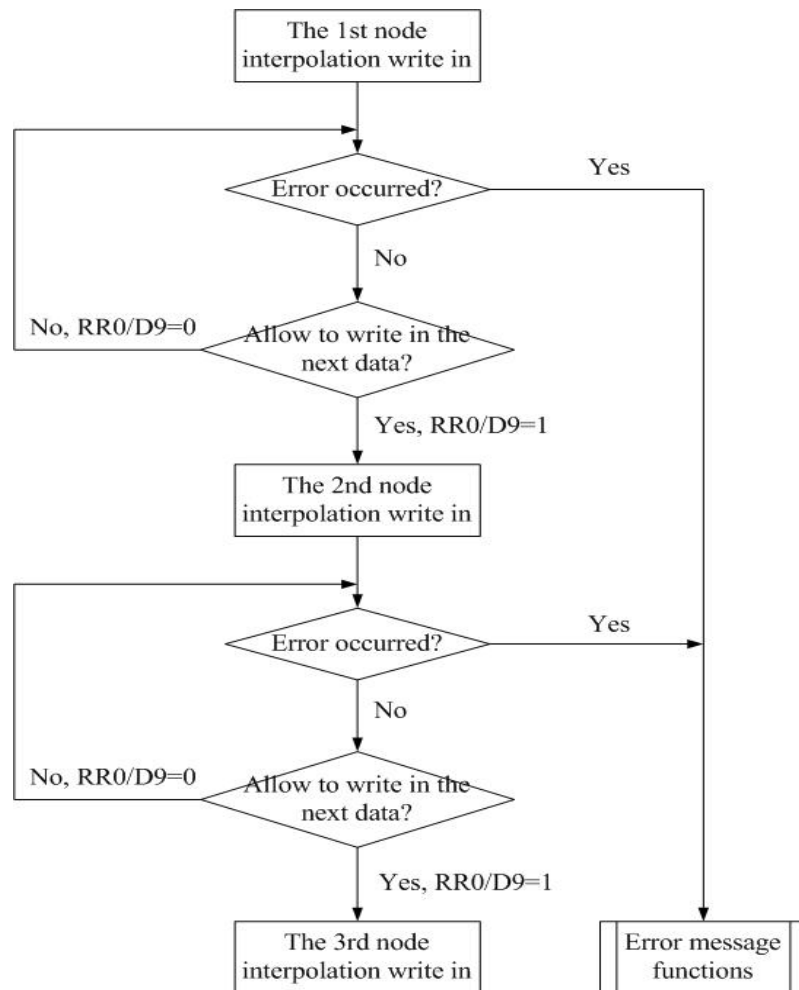 The 1st node
interpolation write in
Error occurred?
Yes
No
Allow to write in the
next data?
No, RR0/D9=0
Yes, RR0/D9=1
The 2nd node
interpolation write in
Error occurred?
Yes
No
Allow to write in the
next data?
No, RR0/D9=0
Yes, RR0/D9=1
The 3rd node
interpolation write in
Error message
functions